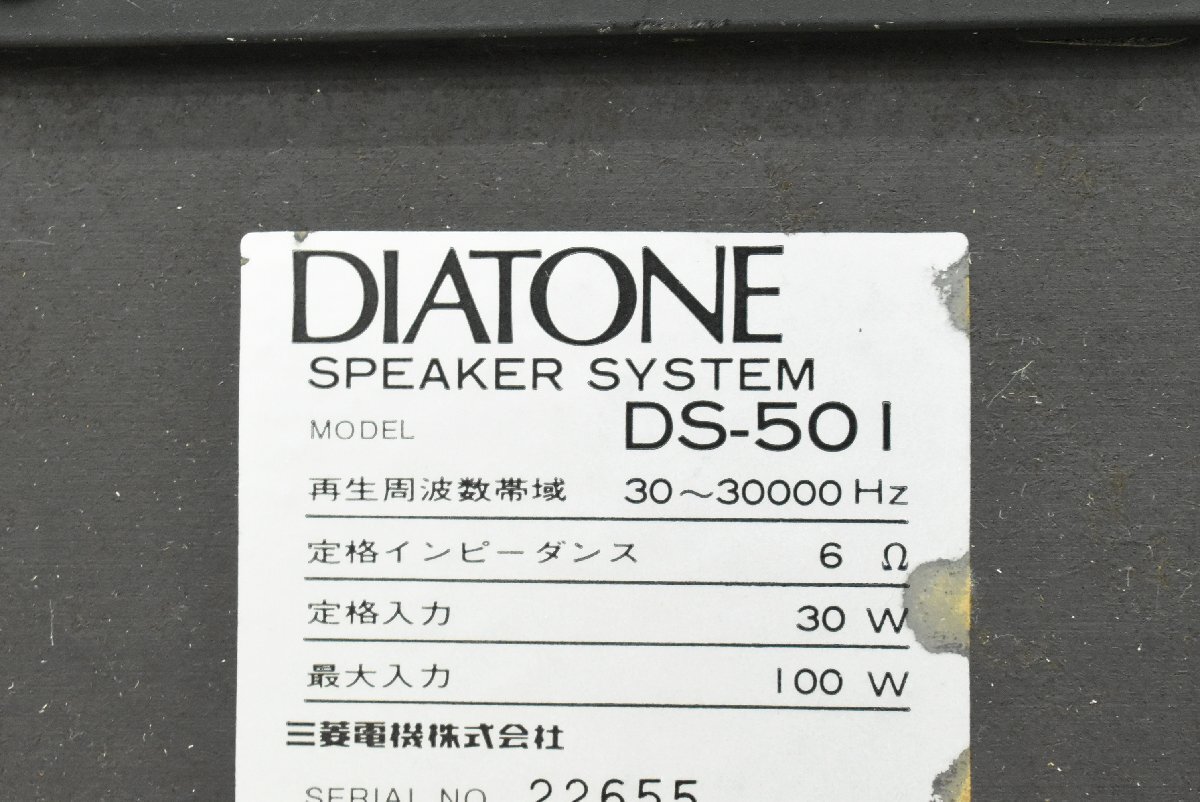 DIATONE
SPEAKER SYSTEM
MODEL DS-501
再生周波数帯域 30～30000 Hz
定格インピーダンス 6 Ω
定格入力 30 W
最大入力 100 W
三菱電機株式会社
SERIAL NO. 22655